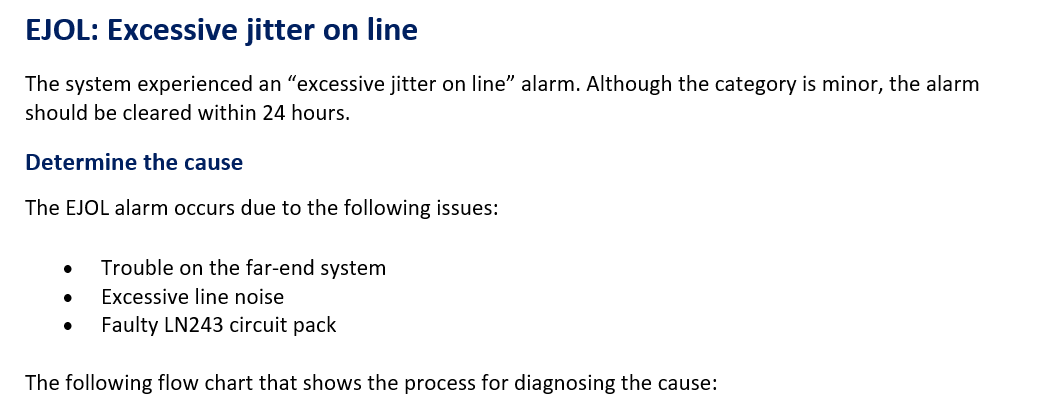 EJOL: Excessive jitter on line
The system experienced an “excessive jitter on line” alarm. Although the category is minor, the alarm
should be cleared within 24 hours.
Determine the cause
The EJOL alarm occurs due to the following issues:
• Trouble on the far-end system
• Excessive line noise
• Faulty LN243 circuit pack
The following flow chart that shows the process for diagnosing the cause: